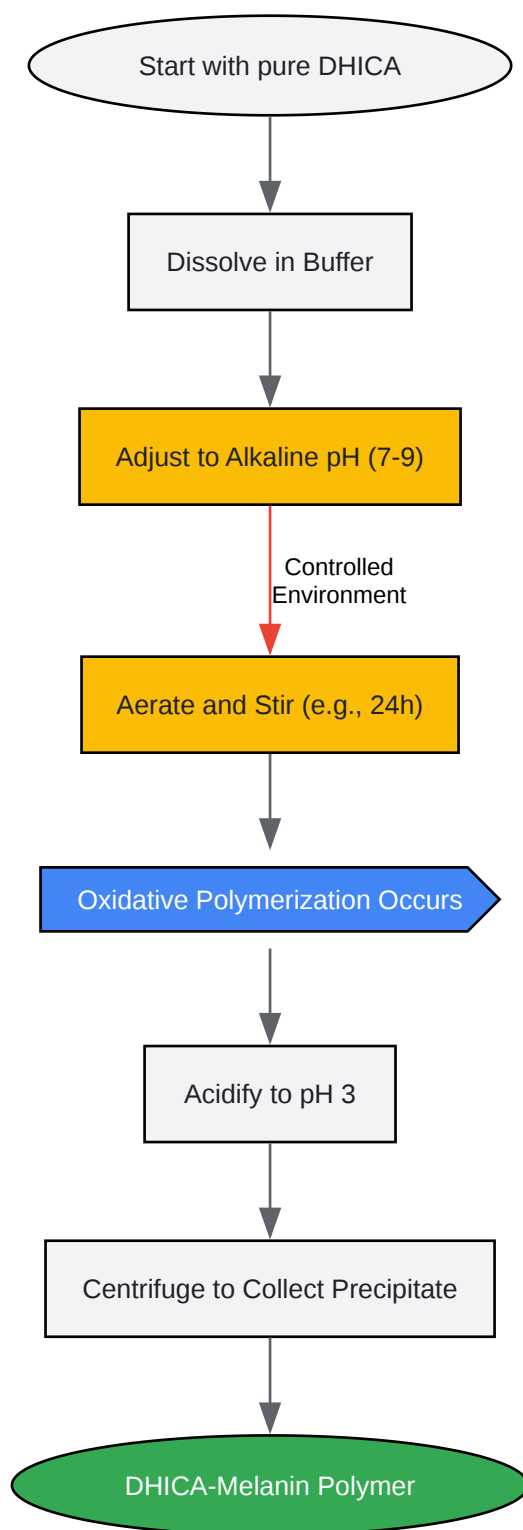 Start with pure DHICA
Dissolve in Buffer
Adjust to Alkaline pH (7-9)
Controlled
Environment
Aerate and Stir (e.g., 24h)
Oxidative Polymerization Occurs
Acidify to pH 3
Centrifuge to Collect Precipitate
DHICA-Melanin Polymer